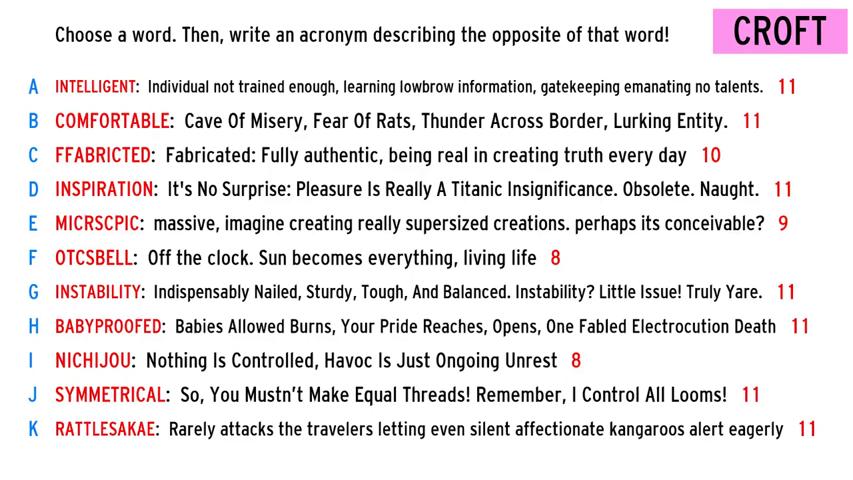 Choose a word. Then, write an acronym describing the opposite of that word!
CROFT
A INTELLIGENT: Individual not trained enough, learning lowbrow information, gatekeeping emanating no talents. 11
B COMFORTABLE: Cave Of Misery, Fear Of Rats, Thunder Across Border, Lurking Entity. 11
C FFABRICTED: Fabricated: Fully authentic, being real in creating truth every day 10
D INSPIRATION: It's No Surprise: Pleasure Is Really A Titanic Insignificance. Obsolete. Naught. 11
E MICRSCPIC: massive, imagine creating really supersized creations. perhaps its conceivable? 9
F OTCSBELL: Off the clock. Sun becomes everything, living life 8
G INSTABILITY: Indispensably Nailed, Sturdy, Tough, And Balanced. Instability? Little Issue! Truly Yare. 11
H BABYPROOFED: Babies Allowed Burns, Your Pride Reaches, Opens, One Fabled Electrocution Death 11
I NICHIJOU: Nothing Is Controlled, Havoc Is Just Ongoing Unrest 8
J SYMMETRICAL: So, You Mustn't Make Equal Threads! Remember, I Control All Looms! 11
K RATTLESAKAE: Rarely attacks the travelers letting even silent affectionate kangaroos alert eagerly 11